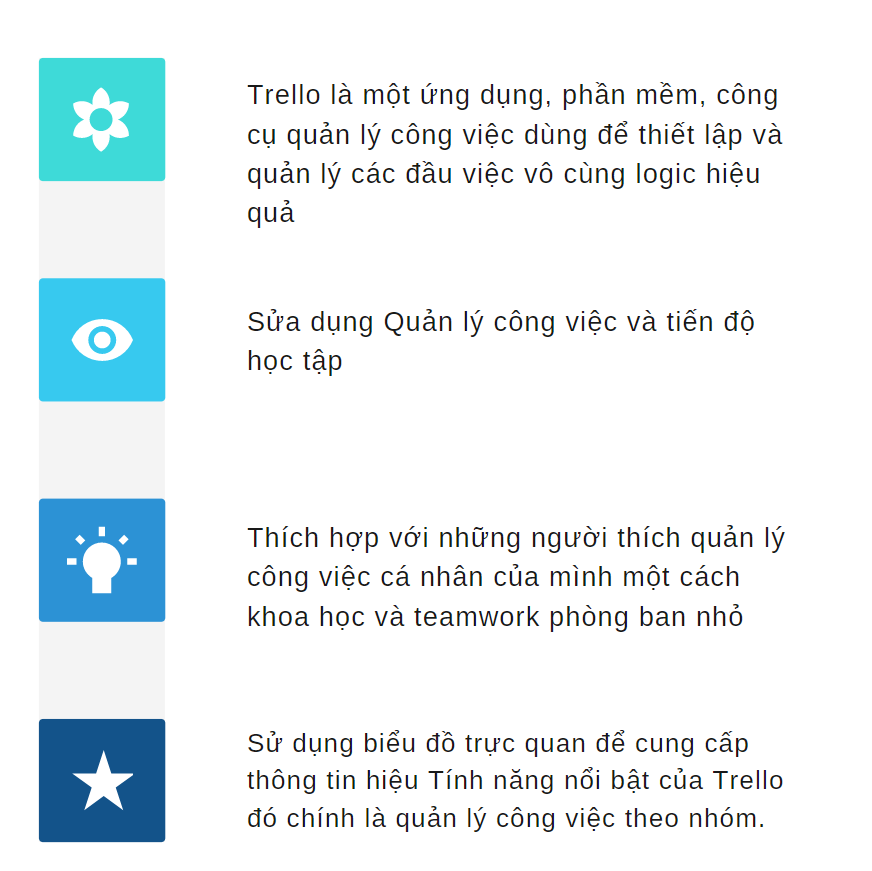 Trello là một ứng dụng, phần mềm, công
cụ quản lý công việc dùng để thiết lập và
quản lý các đầu việc vô cùng logic hiệu
quả
Sửa dụng Quản lý công việc và tiến độ
học tập
Thích hợp với những người thích quản lý
công việc cá nhân của mình một cách
khoa học và teamwork phòng ban nhỏ
Sử dụng biểu đồ trực quan để cung cấp
thông tin hiệu Tính năng nổi bật của Trello
đó chính là quản lý công việc theo nhóm.